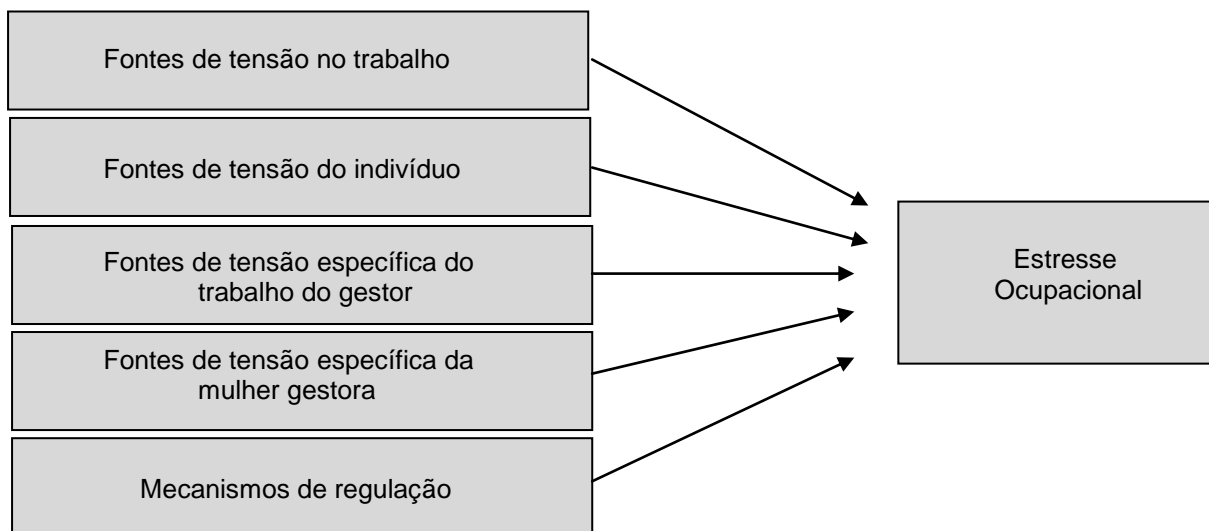 Fontes de tensão no trabalho
Fontes de tensão do indivíduo
Fontes de tensão específica do
trabalho do gestor
Fontes de tensão específica da
mulher gestora
Mecanismos de regulação
Estresse
Ocupacional